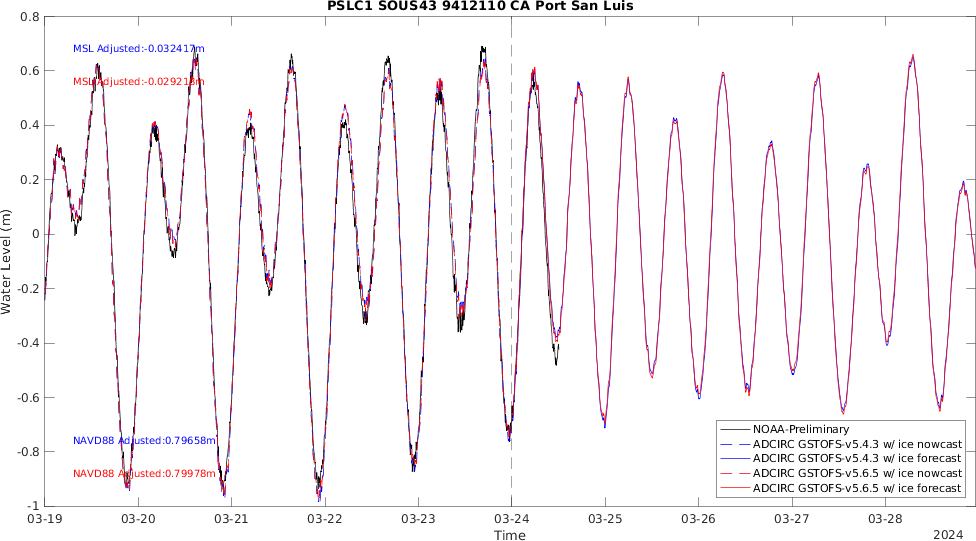 PSLC1 SOUS43 9412110 CA Port San Luis
0.8
0.6
0.4
0.2
0
-0.2
-0.4
-0.6
-0.8
-1
Water Level (m)
MSL Adjusted:-0.032417m
MSL Adjusted:-0.029218m
NAVD88 Adjusted:0.79658m
NAVD88 Adjusted:0.79978m
NOAA-Preliminary
ADCIRC GSTOFS-v5.4.3 w/ ice nowcast
ADCIRC GSTOFS-v5.4.3 w/ ice forecast
ADCIRC GSTOFS-v5.6.5 w/ ice nowcast
ADCIRC GSTOFS-v5.6.5 w/ ice forecast
03-19 03-20 03-21 03-22 03-23 03-24 03-25 03-26 03-27 03-28
Time
2024